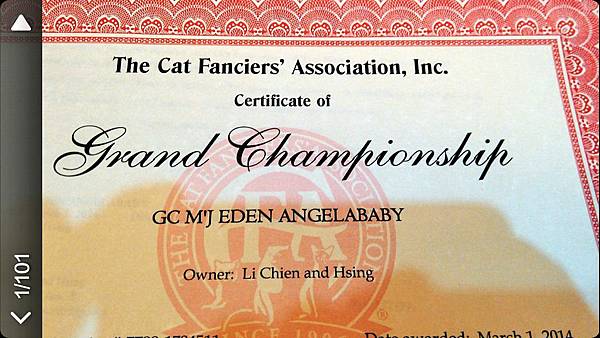 The Cat Fanciers' Association, Inc.
Certificate of
Grand Championship
GC M'J EDEN ANGELABABY
Owner: Li Chien and Hsing
Date awarded: March 1, 2014
1/101